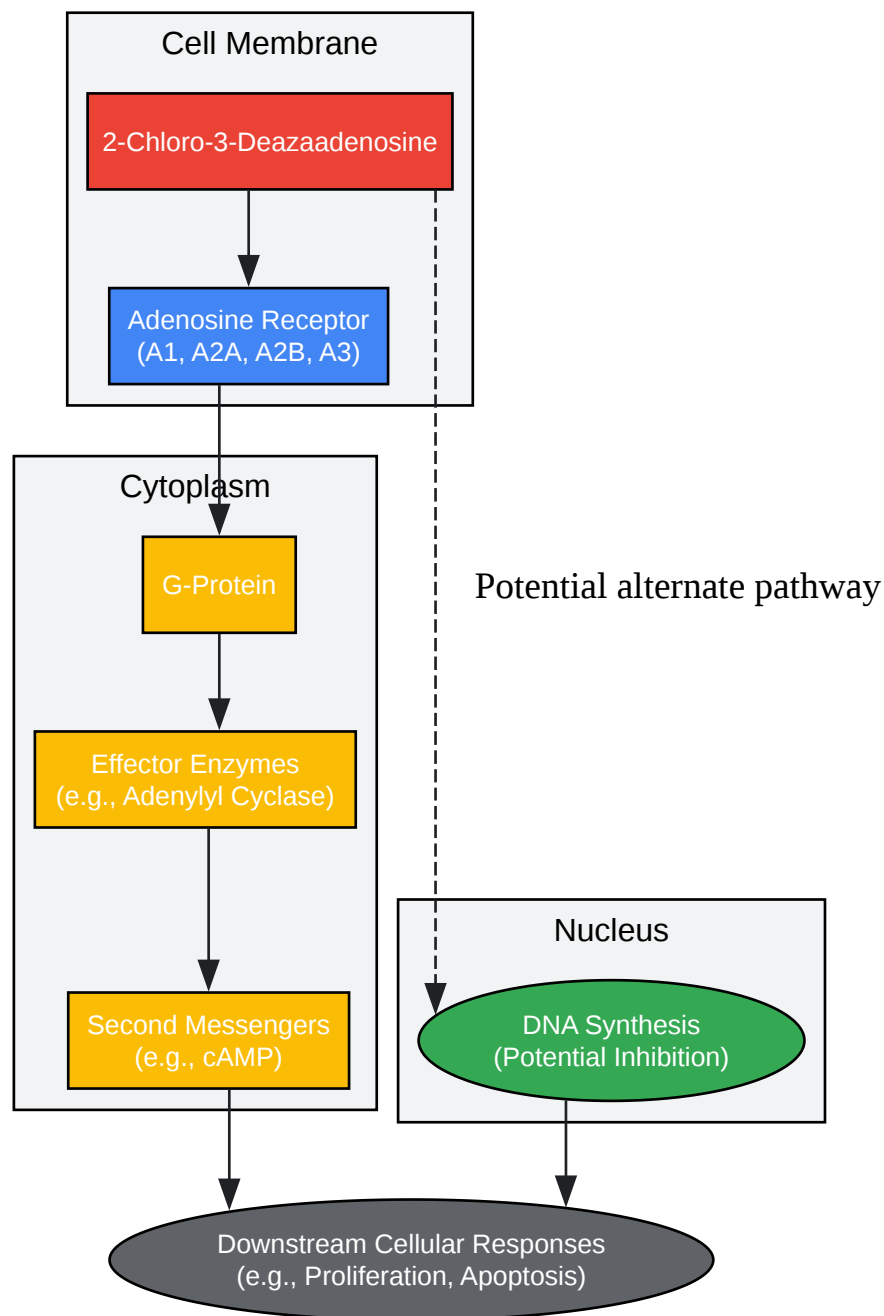 Cell Membrane
2-Chloro-3-Deazaadenosine
Adenosine Receptor
(A1, A2A, A2B, A3)
Cytoplasm
G-Protein
Potential alternate pathway
Effector Enzymes
(e.g., Adenylyl Cyclase)
Nucleus
Second Messengers
(e.g., cAMP)
DNA Synthesis
(Potential Inhibition)
Downstream Cellular Responses
(e.g., Proliferation, Apoptosis)